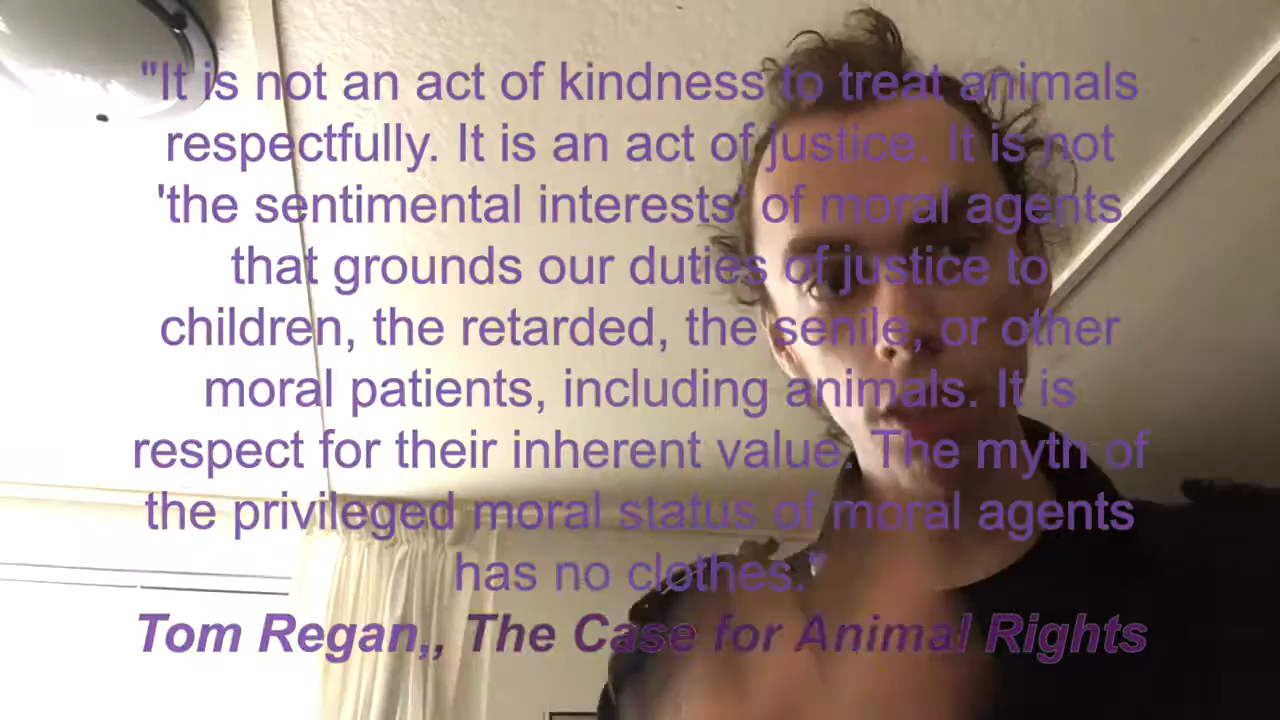 "It is not an act of kindness to treat animals
respectfully. It is an act of justice. It is not
'the sentimental interests' of moral agents
that grounds our duties of justice to
children, the retarded, the senile, or other
moral patients, including animals. It is
respect for their inherent value. The myth of
the privileged moral status of moral agents
has no clothes."
Tom Regan,, The Case for Animal Rights